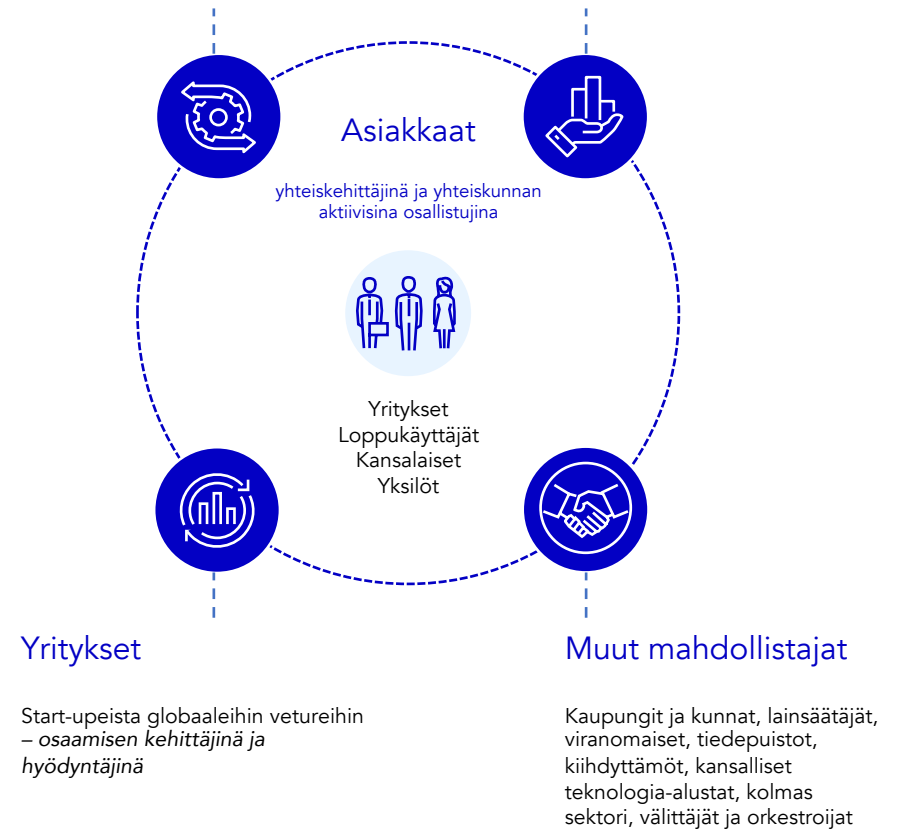 Asiakkaat
yhteiskehittäjinä ja yhteiskunnan
aktiivisina osallistujina
Yritykset
Loppukäyttäjät
Kansalaiset
Yksilöt
Yritykset
Start-upeista globaaleihin vetureihin
– osaamisen kehittäjinä ja
hyödyntäjinä
Muut mahdollistajat
Kaupungit ja kunnat, lainsäätäjät,
viranomaiset, tiedepuistot,
kiihdyttämöt, kansalliset
teknologia-alustat, kolmas
sektori, välittäjät ja orkestroijat